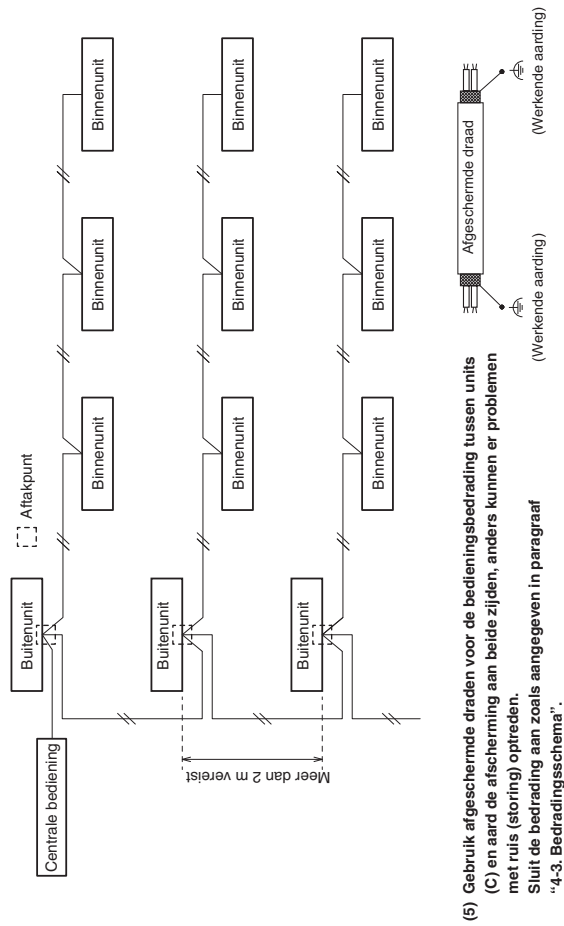 Aftakpunt
Centrale bediening
Buitenunit
Binnenunit
Binnenunit
Binnenunit
Meer dan 2 m vereist
Buitenunit
Binnenunit
Binnenunit
Binnenunit
Buitenunit
Binnenunit
Binnenunit
Binnenunit
(5) Gebruik afgeschermde draden voor de bedieningsbedrading tussen units
(C) en aard de afscherming aan beide zijden, anders kunnen er problemen
met ruis (storing) optreden.
Sluit de bedrading aan zoals aangegeven in paragraaf
“4-3. Bedradingsschema”.
Afgeschermde draad
(Werkende aarding)
(Werkende aarding)